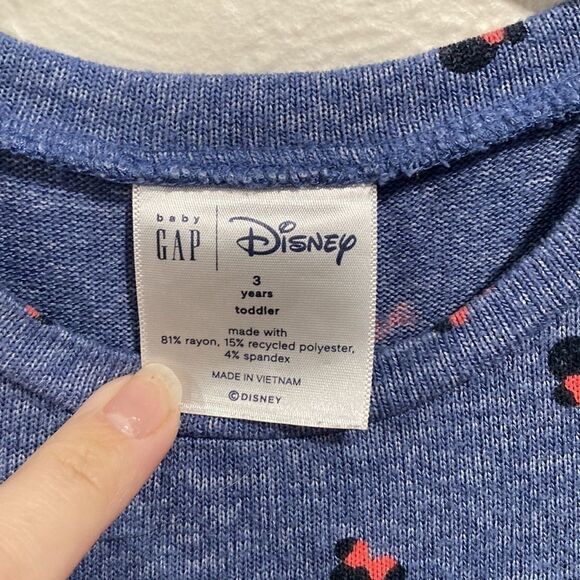 baby
GAP | Disney
3
years
toddler
made with
81% rayon, 15% recycled polyester,
4% spandex
MADE IN VIETNAM
©DISNEY